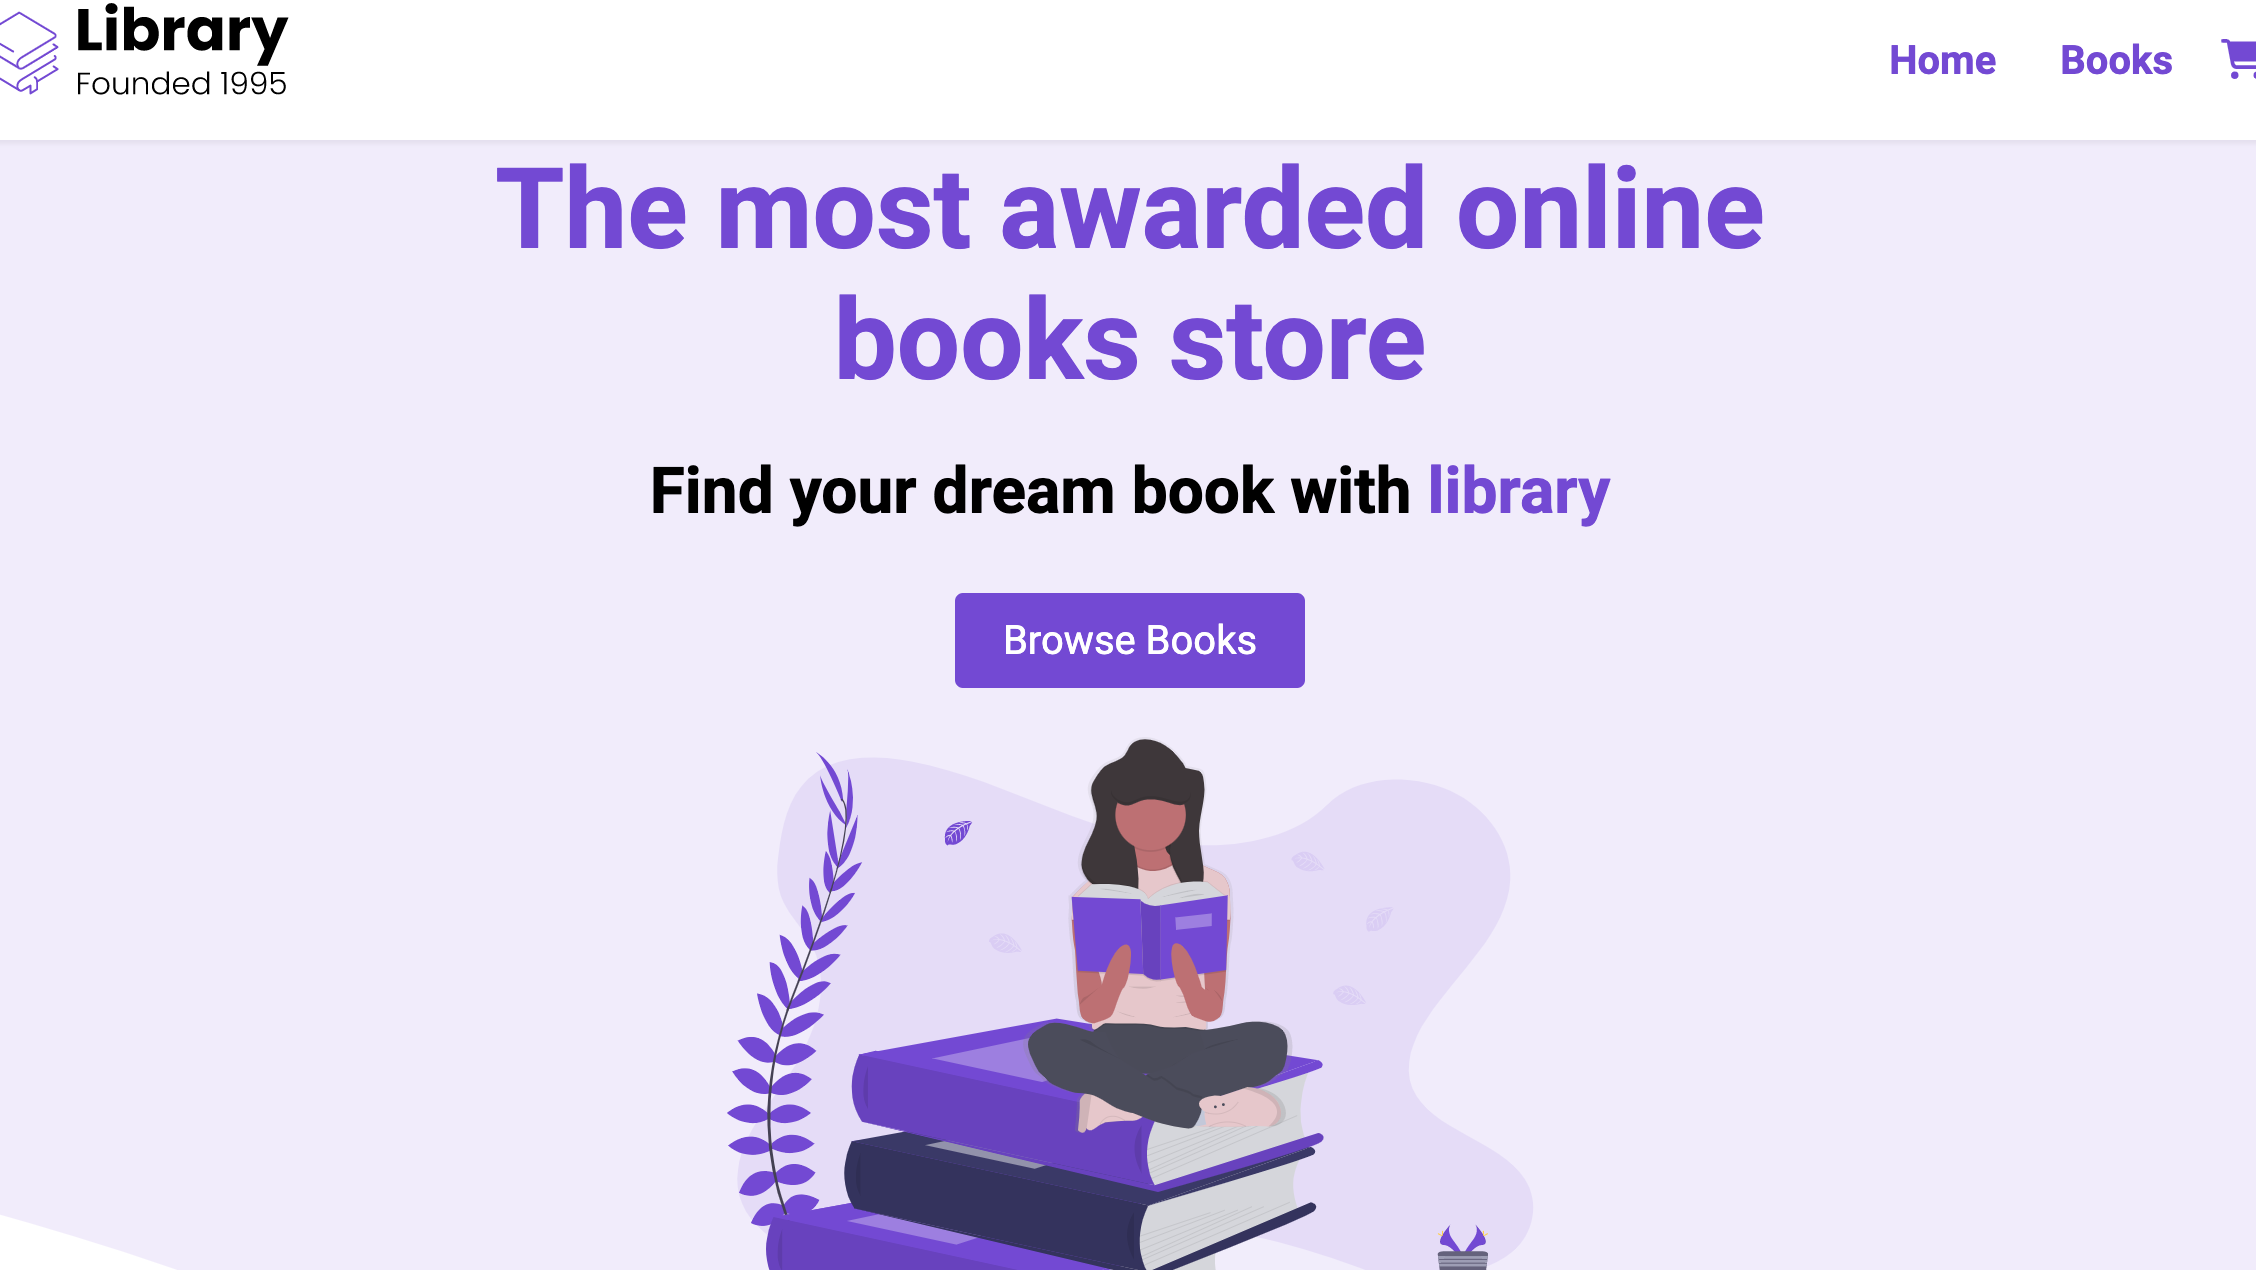 Library
Founded 1995
Home
Books
The most awarded online
books store
Find your dream book with library
Browse Books